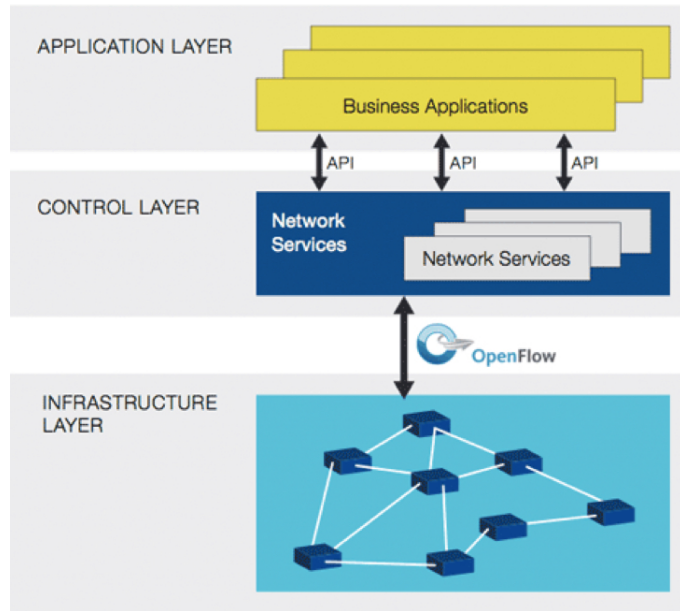 APPLICATION LAYER
Business Applications
API
API
API
CONTROL LAYER
Network
Services
Network Services
OpenFlow
INFRASTRUCTURE
LAYER